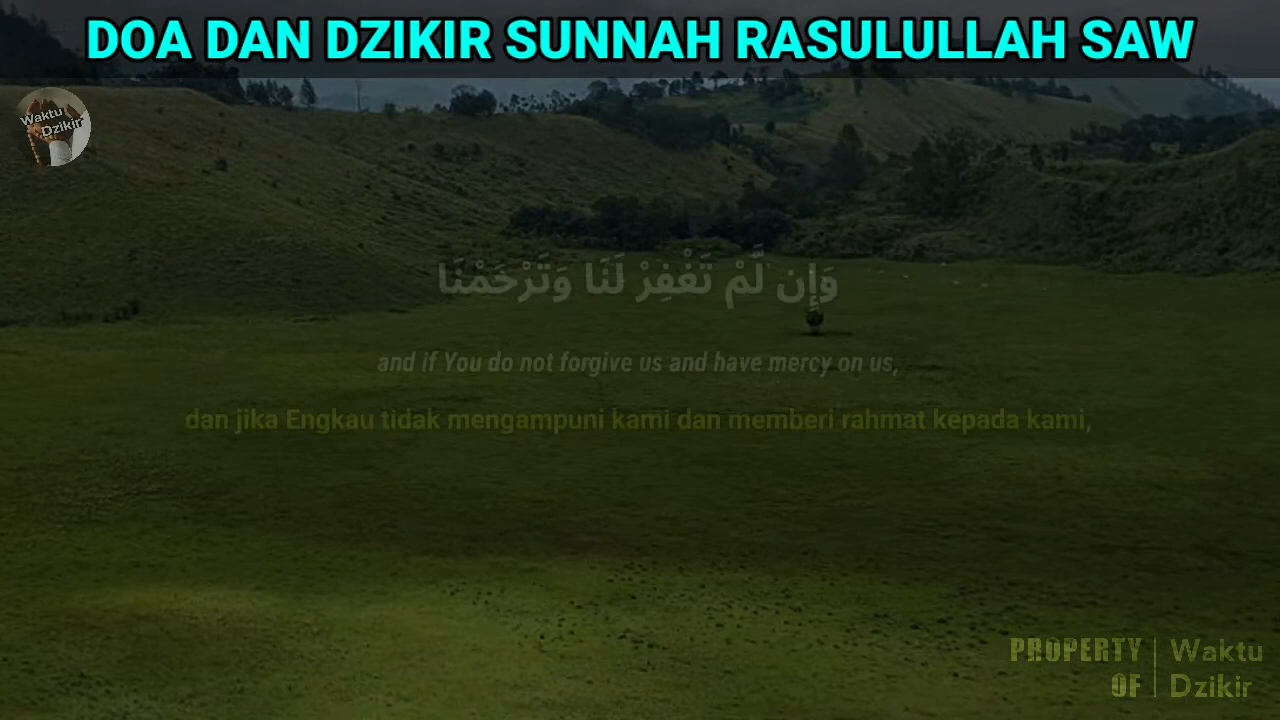 DOA DAN DZIKIR SUNNAH RASULULLAH SAW
Waktu
Dzikir
وَإِن لَّمْ تَغْفِرْ لَنَا وَتَرْحَمْنَا
and if You do not forgive us and have mercy on us,
dan jika Engkau tidak mengampuni kami dan memberi rahmat kepada kami,
PROPERTY OF
Waktu Dzikir